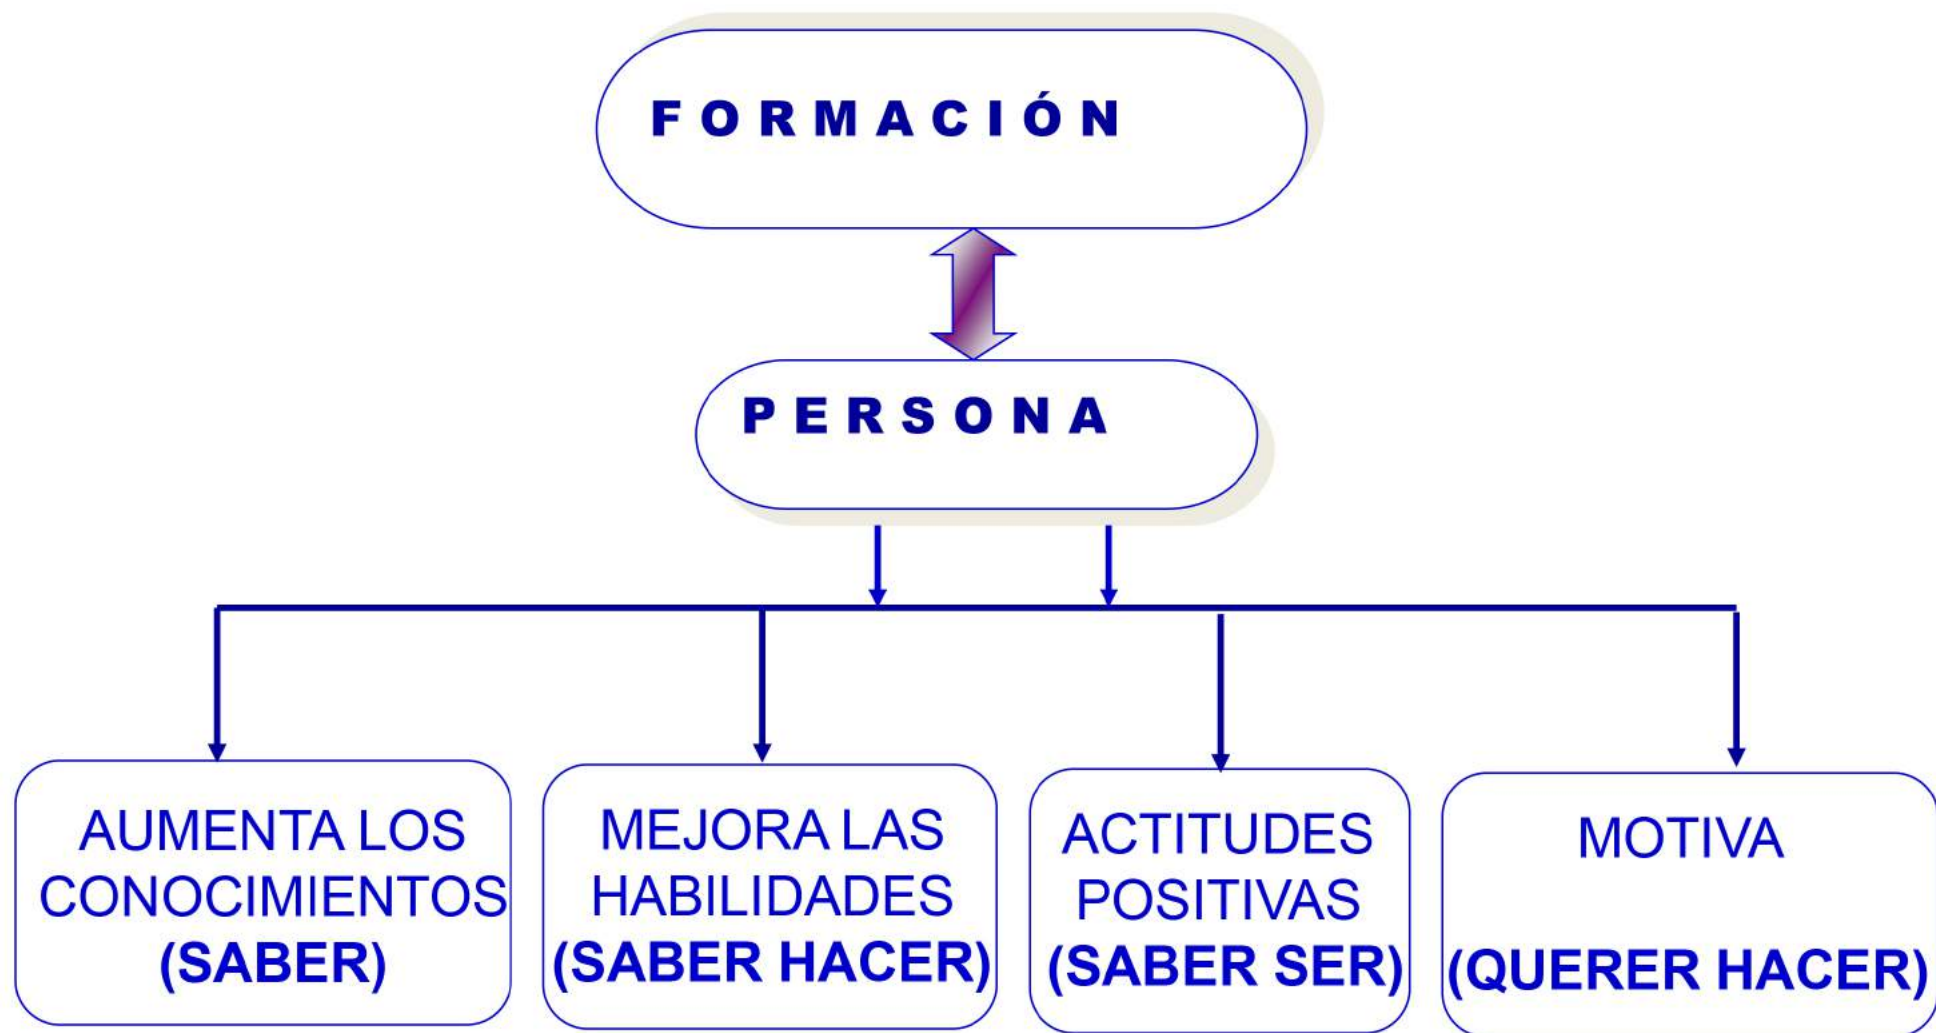 FORMACIÓN
PERSONA
AUMENTA LOS
CONOCIMIENTOS
(SABER)
MEJORA LAS
HABILIDADES
(SABER HACER)
ACTITUDES
POSITIVAS
(SABER SER)
MOTIVA
(QUERER HACER)